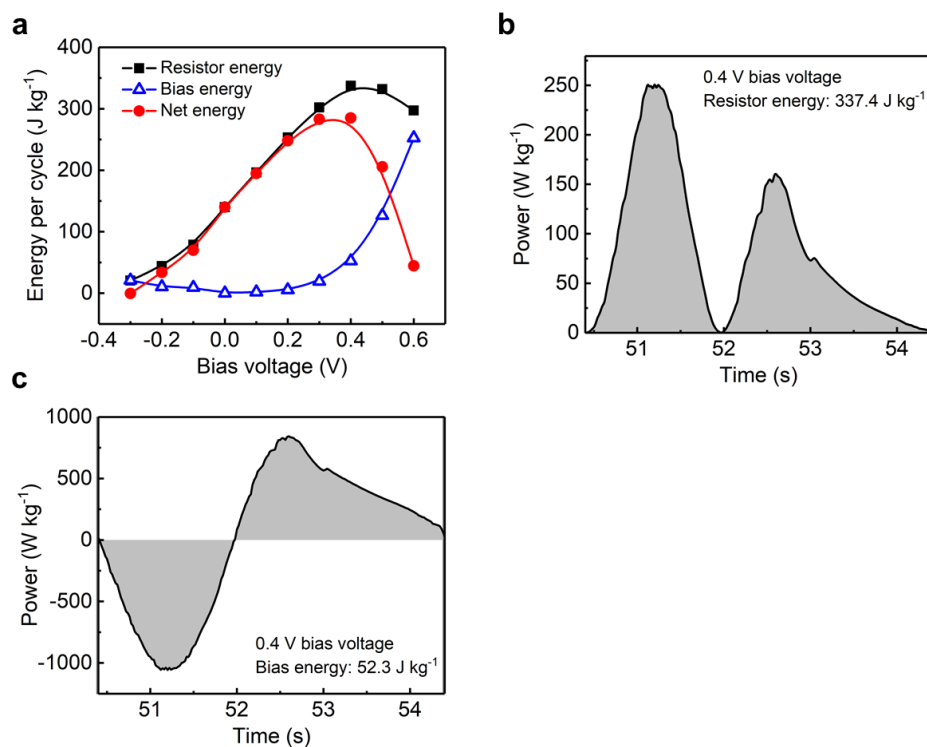 a
Energy per cycle (J kg⁻¹)
400
300
200
100
0
Resistor energy
Bias energy
Net energy
-0.4 -0.2 0.0 0.2 0.4 0.6
Bias voltage (V)
b
Power (W kg⁻¹)
250
200
150
100
50
0
0.4 V bias voltage
Resistor energy: 337.4 J kg⁻¹
51 52 53 54
Time (s)
c
Power (W kg⁻¹)
1000
500
0
-500
-1000
0.4 V bias voltage
Bias energy: 52.3 J kg⁻¹
51 52 53 54
Time (s)